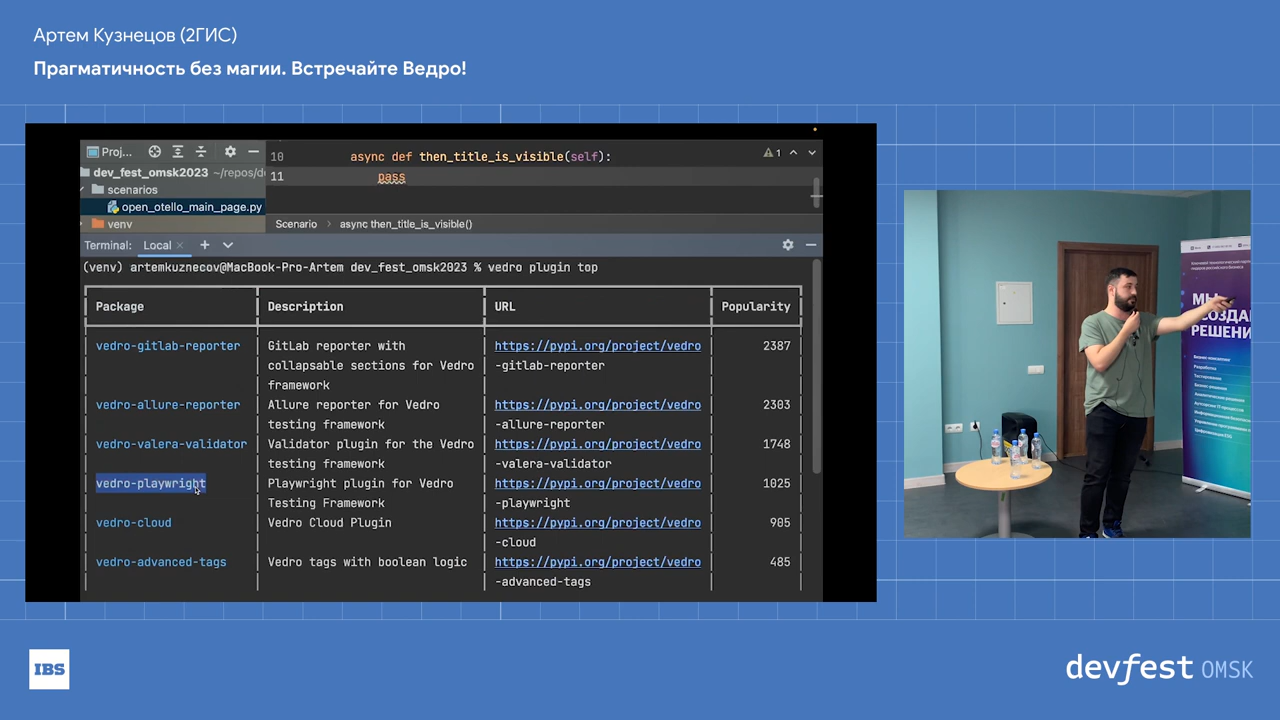 Артем Кузнецов (2ГИС)
Прагматичность без магии. Встречайте Ведро!
Proj...
dev_fest_omsk2023 ~/repos/d
scenarios
open_otello_main_page.py
venv
10 async def then_title_is_visible(self):
11 pass
1
Scenario › async then_title_is_visible()
Terminal: Local × +
(venv) artemkuznecov@MacBook-Pro-Artem dev_fest_omsk2023 % vedro plugin top
Package Description URL Popularity
vedro-gitlab-reporter GitLab reporter with https://pypi.org/project/vedro 2387
collapsable sections for Vedro -gitlab-reporter
framework
vedro-allure-reporter Allure reporter for Vedro https://pypi.org/project/vedro 2303
testing framework -allure-reporter
vedro-valera-validator Validator plugin for the Vedro https://pypi.org/project/vedro 1748
testing framework -valera-validator
vedro-playwright Playwright plugin for Vedro https://pypi.org/project/vedro 1025
Testing Framework -playwright
vedro-cloud Vedro Cloud Plugin https://pypi.org/project/vedro 905
-cloud
vedro-advanced-tags Vedro tags with boolean logic https://pypi.org/project/vedro 485
-advanced-tags
МЫ
СОЗДА
РЕШЕНИ
IBS
devfest OMSK